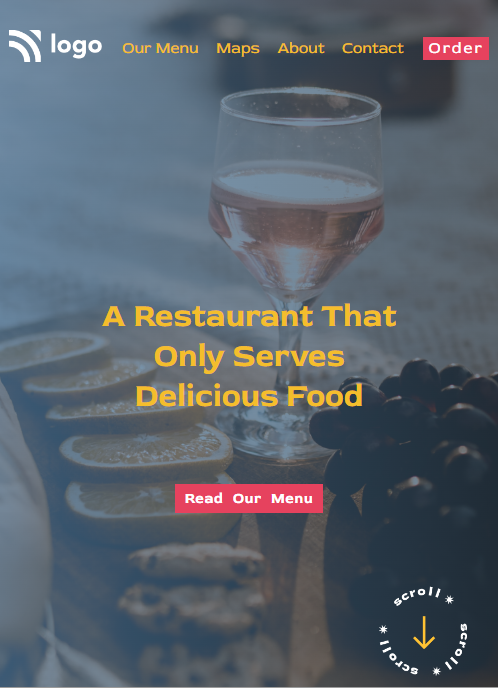 logo
Our Menu Maps About Contact Order
A Restaurant That
Only Serves
Delicious Food
Read Our Menu
scroll * scroll * scroll *